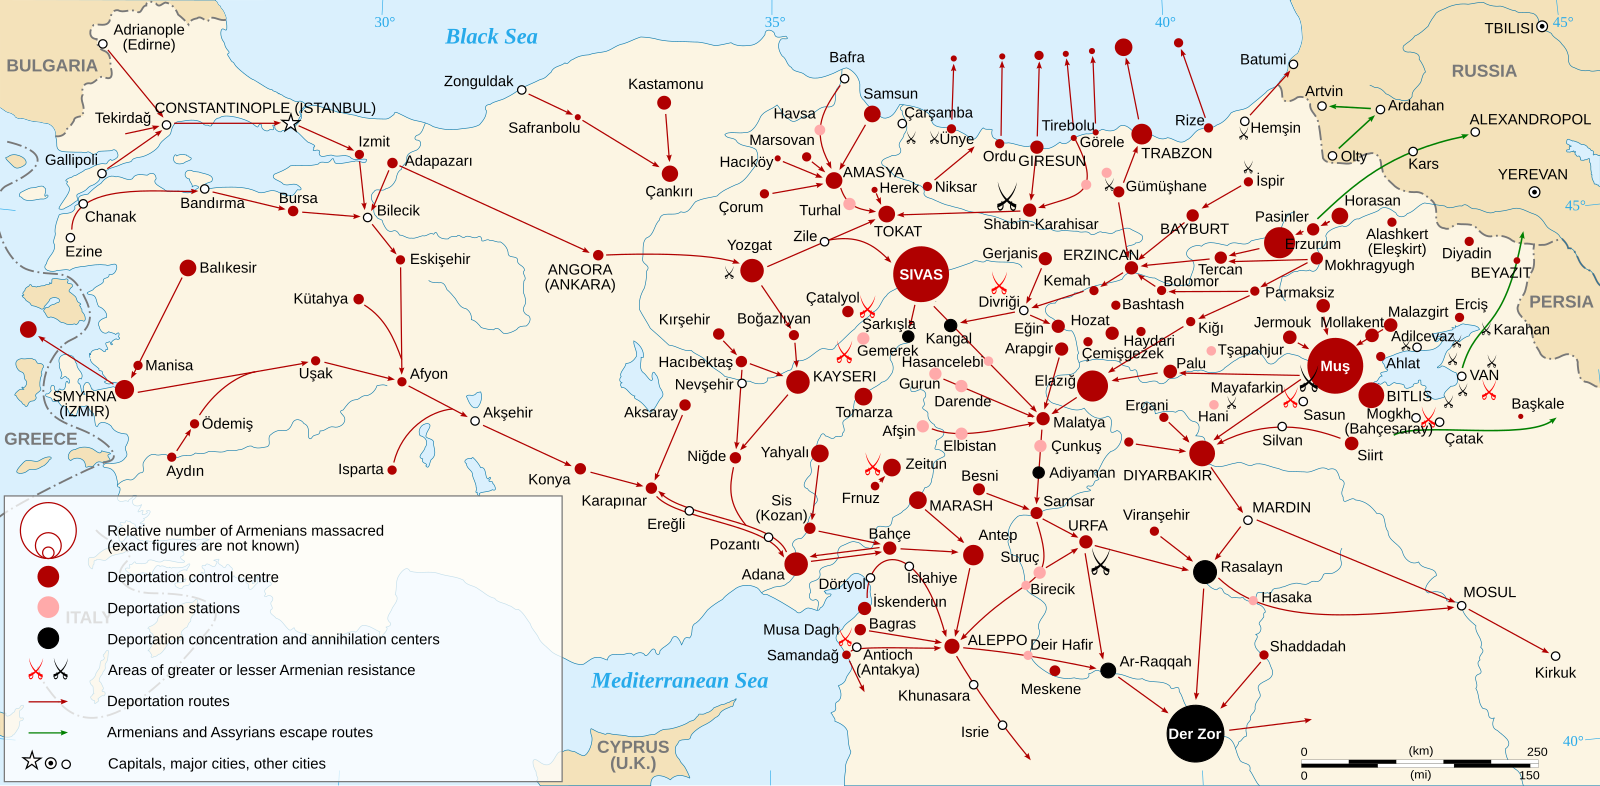 30°
35°
40°
45°
Black Sea
TBILISI
Adrianople
(Edirne)
BULGARIA
Bafra
Batumi
RUSSIA
Zonguldak
Kastamonu
Samsun
Artvin
Ardahan
CONSTANTINOPLE (ISTANBUL)
Tekirdağ
Safranbolu
Havsa
Çarşamba
Ünye
Tirebolu
Rize
Hemşin
ALEXANDROPOL
Izmit
Marsovan
Ordu
GIRESUN
Görele
TRABZON
Olty
Kars
Gallipoli
Adapazarı
Hacıköy
AMASYA
Herek
Niksar
Gümüşhane
İspir
YEREVAN
Çankırı
Bandırma
Bursa
Bilecik
Çorum
Turhal
TOKAT
Shabin-Karahisar
BAYBURT
Pasinler
Horasan
45°
Chanak
Ezine
Eskişehir
Yozgat
Zile
SIVAS
Gerjanis
ERZINCAN
Erzurum
Alashkert
(Eleşkirt)
Diyadin
Balıkesir
ANGORA
(ANKARA)
Kemah
Tercan
Mokhragyugh
BEYAZIT
Kütahya
Çatalyol
Divriği
Bolomor
Parmaksiz
PERSIA
Kırşehir
Boğazlıyan
Şarkışla
Kangal
Eğin
Bashtash
Hozat
Kiğı
Jermouk
Mollakent
Malazgirt
Erciş
Karahan
Gemerek
Arapgir
Haydari
Çemişgezek
Tşapahjur
Adilcevaz
Manisa
Uşak
Afyon
Hacıbektaş
Nevşehir
KAYSERI
Hasancelebi
Gurun
Elazığ
Palu
Muş
Ahlat
VAN
SMYRNA
(İZMIR)
Tomarza
Darende
Mayafarkin
BITLIS
Başkale
Akşehir
Aksaray
Malatya
Ergani
Hani
Sasun
Mogkh
(Bahçesaray)
Çatak
Ödemiş
Afşin
Elbistan
Çunkuş
Silvan
Siirt
GREECE
Aydın
Isparta
Konya
Niğde
Yahyalı
Zeitun
Adiyaman
DIYARBAKIR
Karapınar
Frnuz
Besni
Ereğli
Sis
(Kozan)
MARASH
Samsar
Viranşehir
MARDIN
Pozantı
Bahçe
Antep
URFA
Adana
Dörtyol
İslahiye
Suruç
Birecik
Rasalayn
Hasaka
MOSUL
İskenderun
Musa Dagh
Bagras
ALEPPO
Deir Hafir
Ar-Raqqah
Shaddadah
Samandağ
Antioch
(Antakya)
Meskene
Kirkuk
Khunasara
Mediterranean Sea
Isrie
Der Zor
40°
CYPRUS
(U.K.)
ITALY
Relative number of Armenians massacred
(exact figures are not known)
Deportation control centre
Deportation stations
Deportation concentration and annihilation centers
Areas of greater or lesser Armenian resistance
Deportation routes
Armenians and Assyrians escape routes
Capitals, major cities, other cities
0 (km) 250
0 (mi) 150